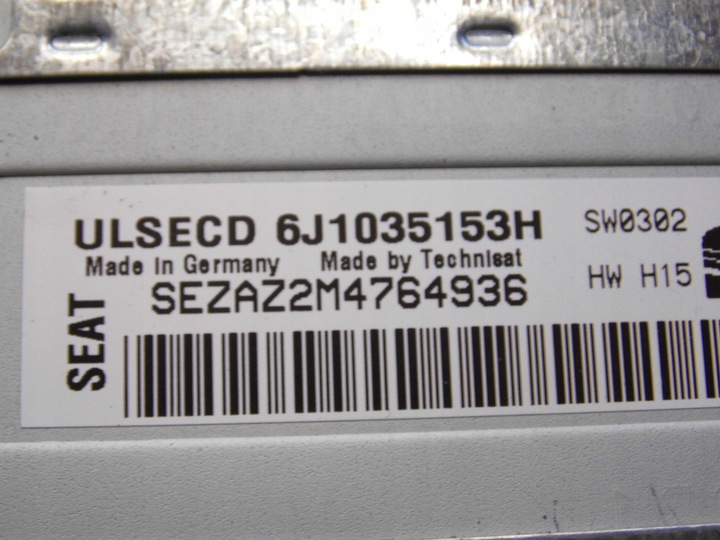 ULSECD 6J1035153H
SW0302
Made in Germany Made by Technisat
HW H15
SEZAZ2M4764936
SEAT